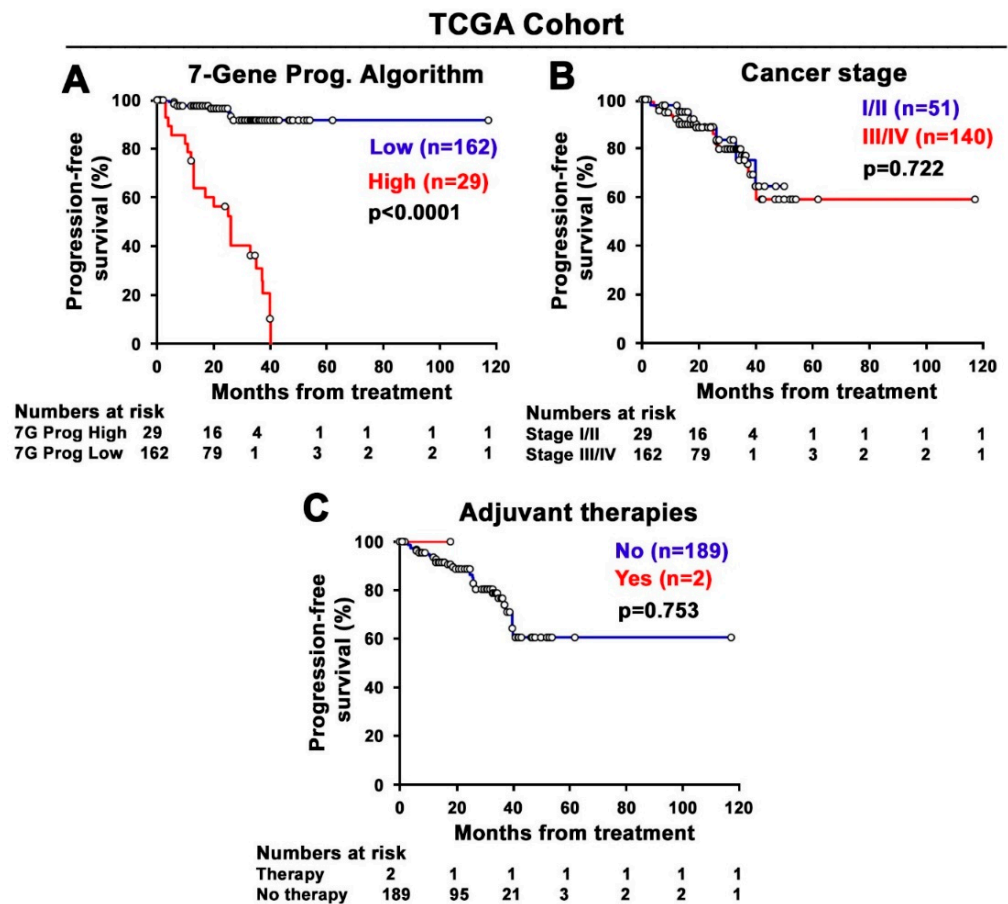 TCGA Cohort
A 7-Gene Prog. Algorithm
Progression-free survival (%)
100
80
60
40
20
0
Low (n=162)
High (n=29)
p<0.0001
0 20 40 60 80 100 120
Months from treatment
Numbers at risk
7G Prog High 29 16 4 1 1 1 1
7G Prog Low 162 79 1 3 2 2 1
B Cancer stage
Progression-free survival (%)
100
80
60
40
20
0
I/II (n=51)
III/IV (n=140)
p=0.722
0 20 40 60 80 100 120
Months from treatment
Numbers at risk
Stage I/II 29 16 4 1 1 1 1
Stage III/IV 162 79 1 3 2 2 1
C Adjuvant therapies
Progression-free survival (%)
100
80
60
40
20
0
No (n=189)
Yes (n=2)
p=0.753
0 20 40 60 80 100 120
Months from treatment
Numbers at risk
Therapy 2 1 1 1 1 1 1
No therapy 189 95 21 3 2 2 1